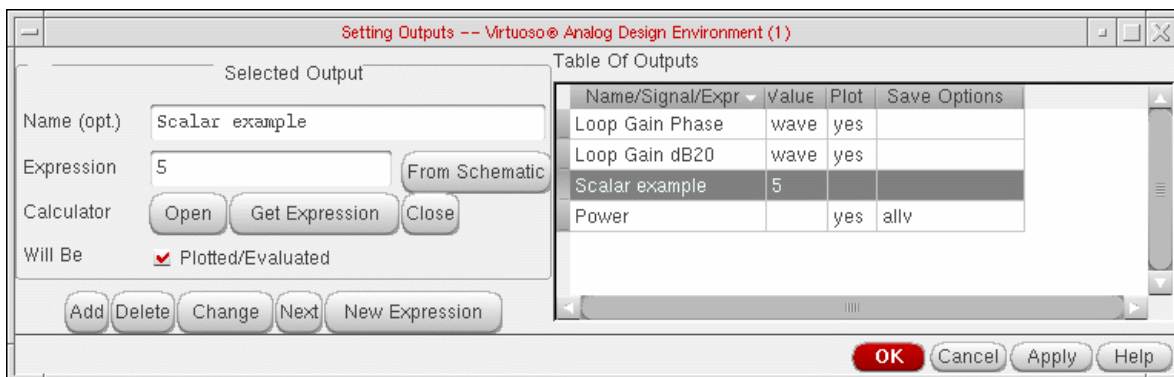 Setting Outputs -- Virtuoso® Analog Design Environment (1)
Selected Output
Name (opt.) Scalar example
Expression 5 From Schematic
Calculator Open Get Expression Close
Will Be Plotted/Evaluated
Add Delete Change Next New Expression
Table Of Outputs
Name/Signal/Expr Value Plot Save Options
Loop Gain Phase wave yes
Loop Gain dB20 wave yes
Scalar example 5
Power yes allv
OK Cancel Apply Help